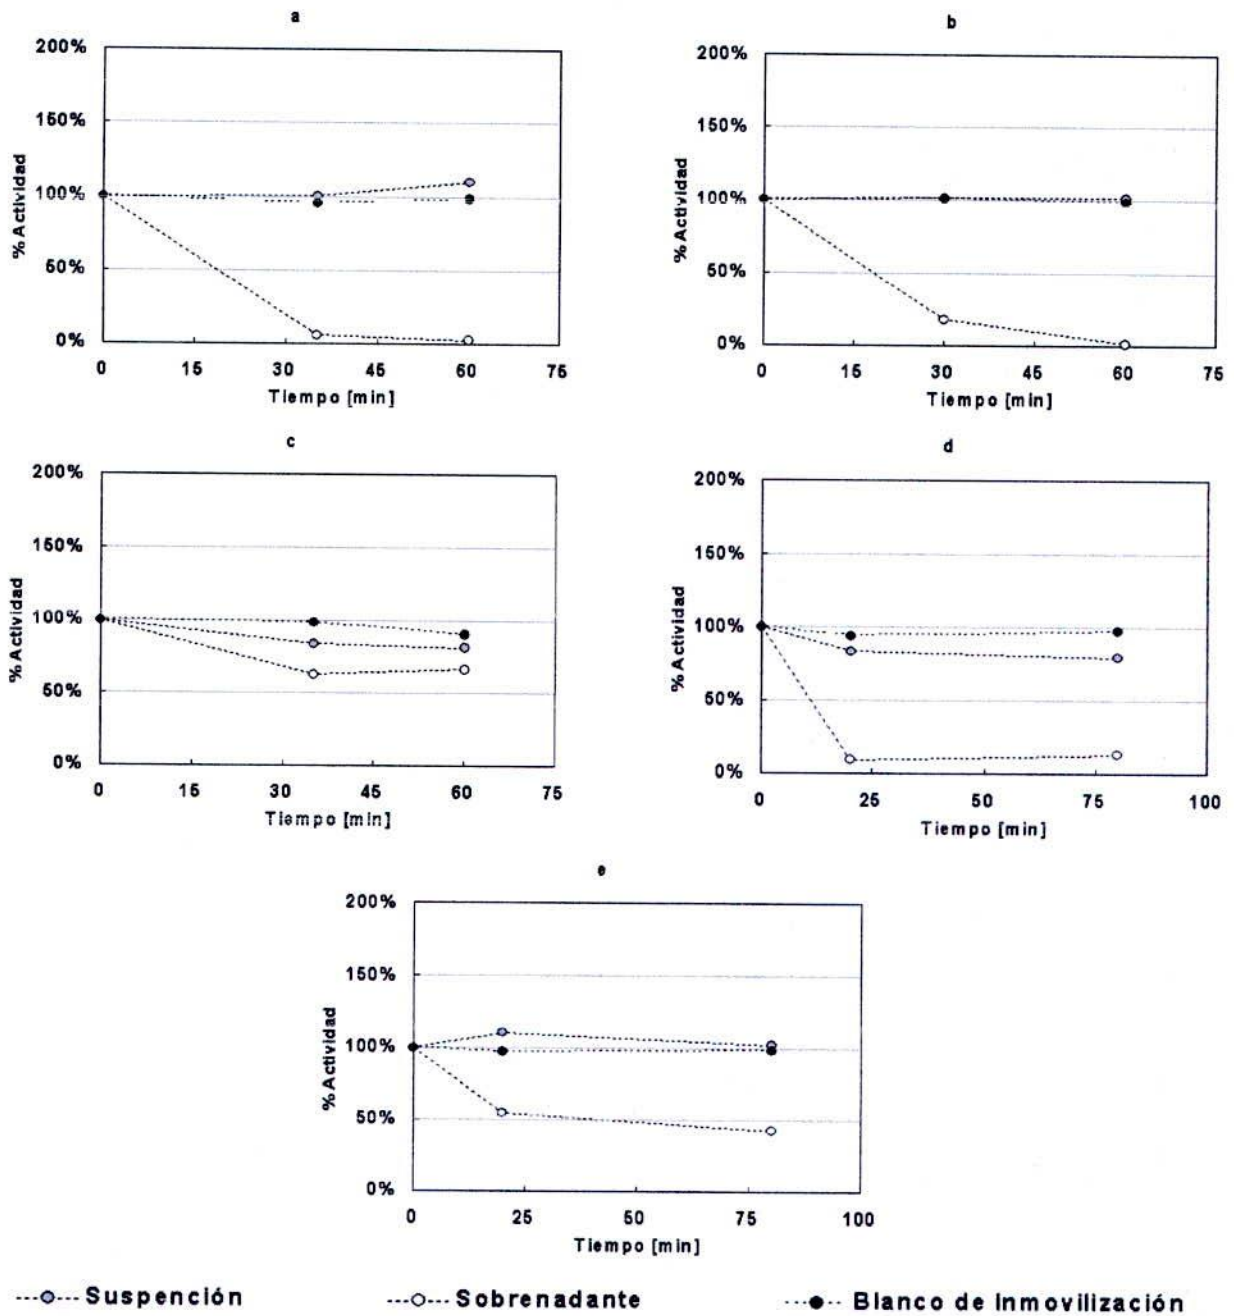 a
200%
150%
100%
50%
0%
% Actividad
0 15 30 45 60 75
Tiempo [min]
b
200%
150%
100%
50%
0%
% Actividad
0 15 30 45 60 75
Tiempo [min]
c
200%
150%
100%
50%
0%
% Actividad
0 15 30 45 60 75
Tiempo [min]
d
200%
150%
100%
50%
0%
% Actividad
0 25 50 75 100
Tiempo [min]
e
200%
150%
100%
50%
0%
% Actividad
0 25 50 75 100
Tiempo [min]
Suspención Sobrenadante Blanco de Inmovilización